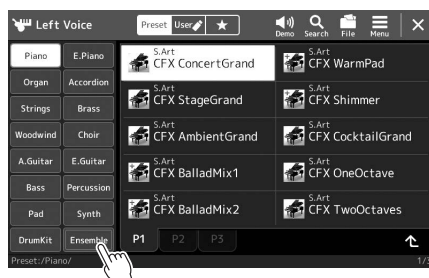 Left Voice
Preset User ★
Demo Search File Menu
Piano E.Piano
Organ Accordion
Strings Brass
Woodwind Choir
A.Guitar E.Guitar
Bass Percussion
Pad Synth
DrumKit Ensemble
S.Art
CFX ConcertGrand
S.Art
CFX WarmPad
S.Art
CFX StageGrand
S.Art
CFX Shimmer
S.Art
CFX AmbientGrand
S.Art
CFX CocktailGrand
S.Art
CFX BalladMix1
S.Art
CFX OneOctave
S.Art
CFX BalladMix2
S.Art
CFX TwoOctaves
P1 P2 P3
Preset:/Piano/ 1/3